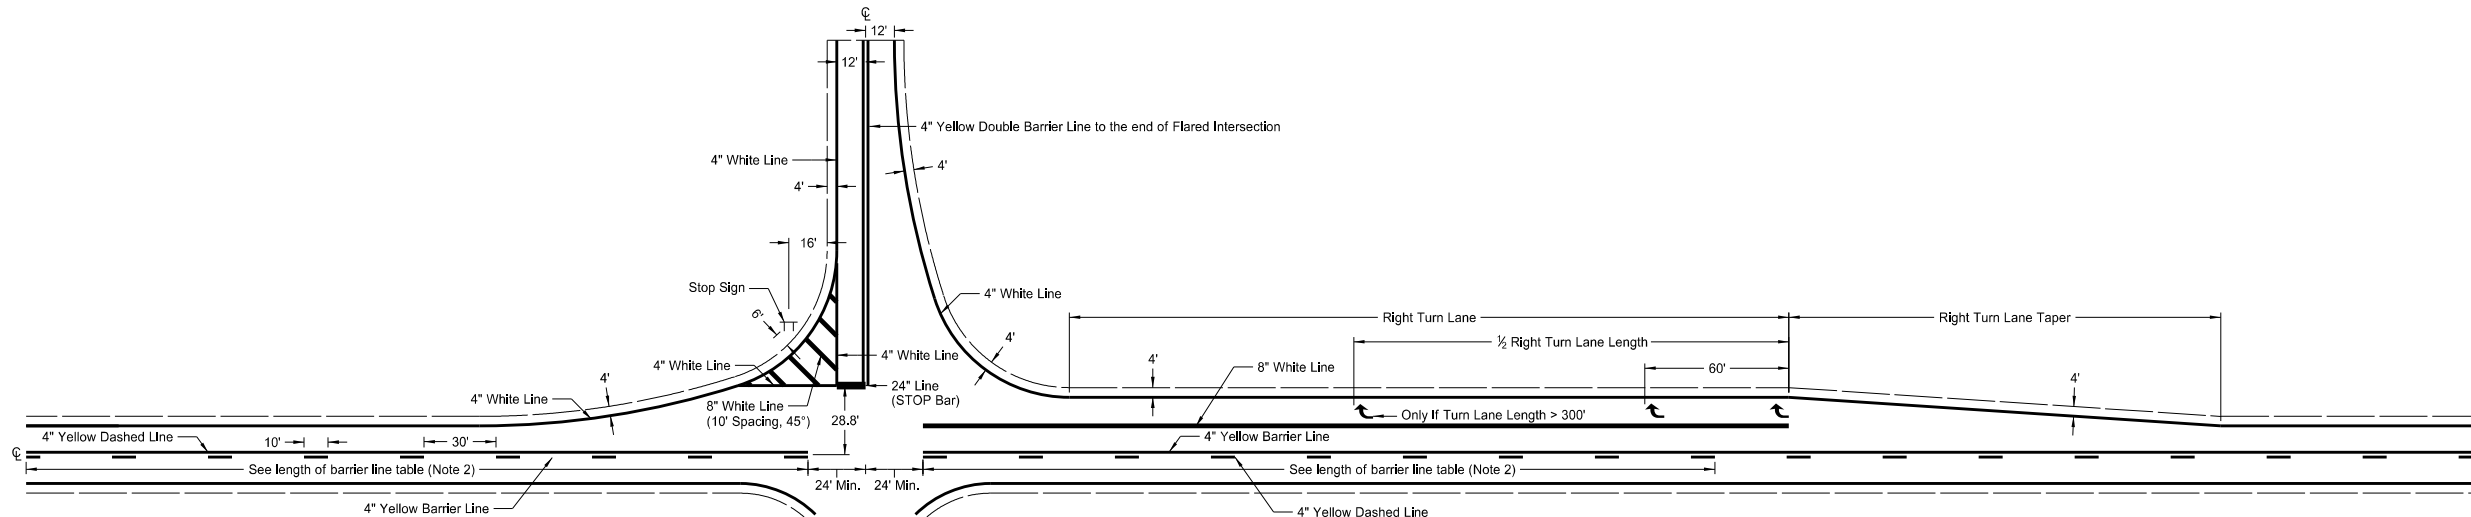 ℄
12'
12'
4" Yellow Double Barrier Line to the end of Flared Intersection
4" White Line
4'
4'
16'
Stop Sign
4" White Line
6'
Right Turn Lane
Right Turn Lane Taper
4'
½ Right Turn Lane Length
4" White Line
4" White Line
4'
8" White Line
60'
4'
4'
24" Line
(STOP Bar)
4" White Line
8" White Line
(10' Spacing, 45°)
28.8'
Only If Turn Lane Length > 300'
4" Yellow Dashed Line
10'
30'
4" Yellow Barrier Line
℄
See length of barrier line table (Note 2)
See length of barrier line table (Note 2)
24' Min.
24' Min.
4" Yellow Barrier Line
4" Yellow Dashed Line